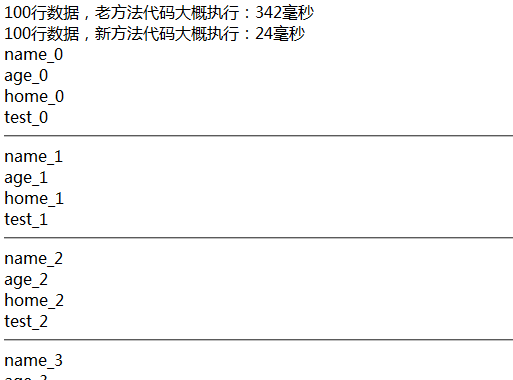 100行数据，老方法代码大概执行：342毫秒
100行数据，新方法代码大概执行：24毫秒
name_0
age_0
home_0
test_0
name_1
age_1
home_1
test_1
name_2
age_2
home_2
test_2
name_3
age_3